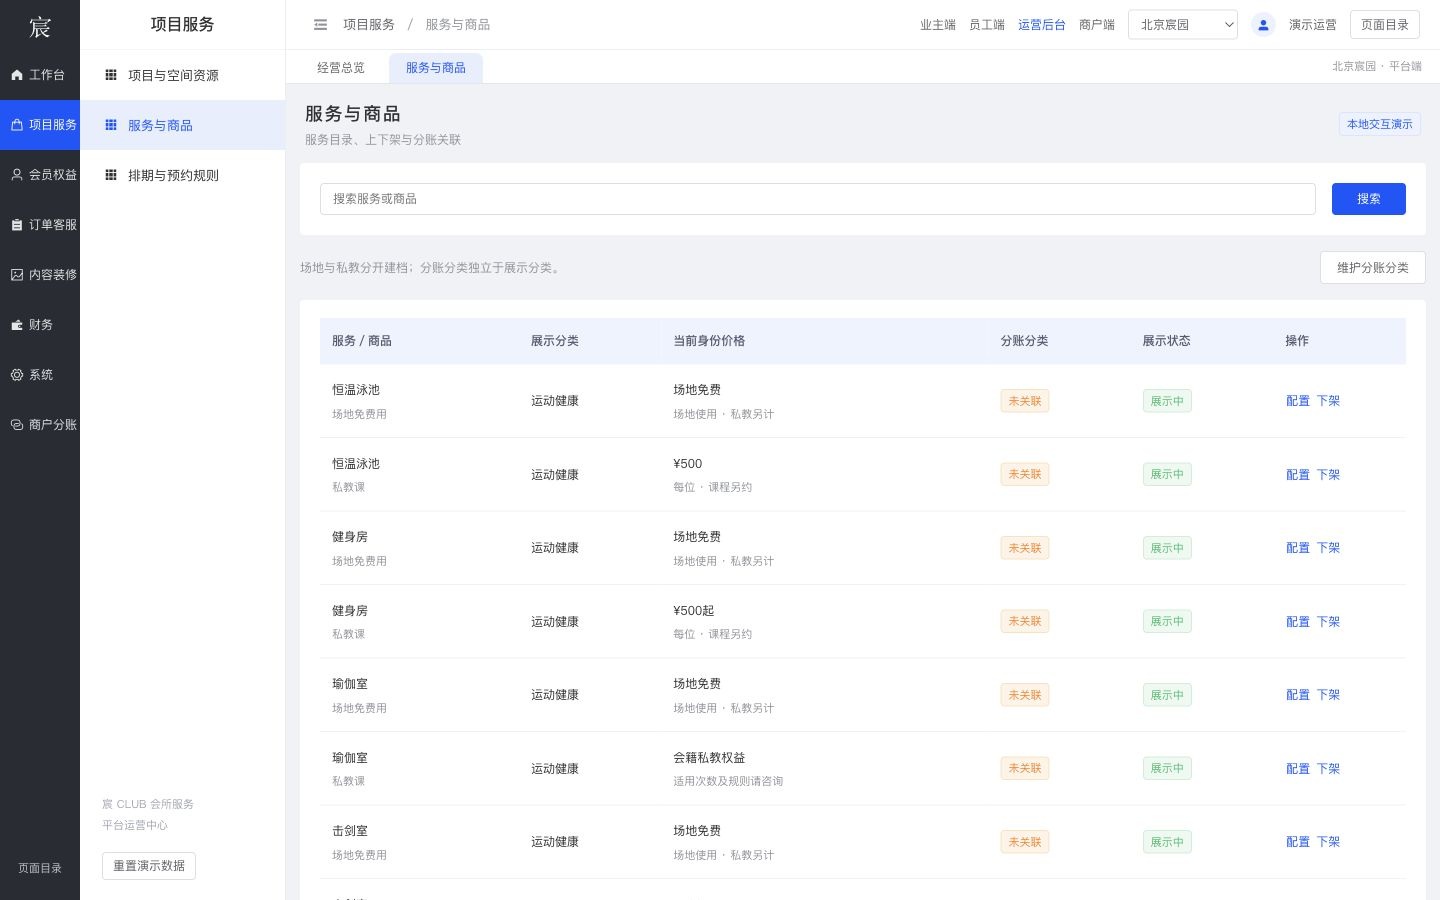 宸
工作台
项目服务
会员权益
订单客服
内容装修
财务
系统
商户分账
页面目录
项目服务
项目与空间资源
服务与商品
排期与预约规则
宸 CLUB 会所服务
平台运营中心
重置演示数据
项目服务 / 服务与商品
业主端 员工端 运营后台 商户端 北京宸园 演示运营 页面目录
经营总览 服务与商品
北京宸园 · 平台端
服务与商品
服务目录、上下架与分账关联
本地交互演示
搜索服务或商品 搜索
场地与私教分开建档；分账分类独立于展示分类。
维护分账分类
服务 / 商品 展示分类 当前身份价格 分账分类 展示状态 操作
恒温泳池 场地免费
运动健康 未关联 展示中 配置 下架
场地免费用 场地使用 · 私教另计
恒温泳池 ¥500
运动健康 未关联 展示中 配置 下架
私教课 每位 · 课程另约
健身房 场地免费
运动健康 未关联 展示中 配置 下架
场地免费用 场地使用 · 私教另计
健身房 ¥500起
运动健康 未关联 展示中 配置 下架
私教课 每位 · 课程另约
瑜伽室 场地免费
运动健康 未关联 展示中 配置 下架
场地免费用 场地使用 · 私教另计
瑜伽室 会籍私教权益
运动健康 未关联 展示中 配置 下架
私教课 适用次数及规则请咨询
击剑室 场地免费
运动健康 未关联 展示中 配置 下架
场地免费用 场地使用 · 私教另计